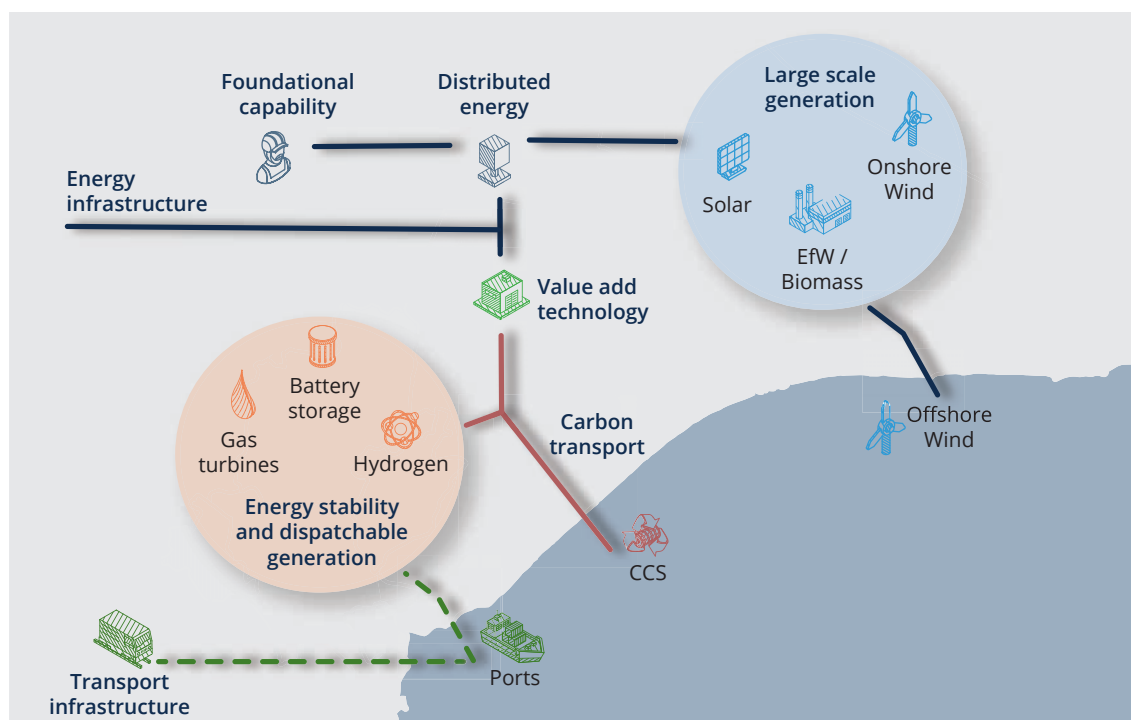 Foundational
capability
Distributed
energy
Large scale
generation
Onshore
Wind
Solar
EfW /
Biomass
Energy
infrastructure
Value add
technology
Battery
storage
Gas
turbines
Hydrogen
Energy stability
and dispatchable
generation
Carbon
transport
Offshore
Wind
CCS
Ports
Transport
infrastructure